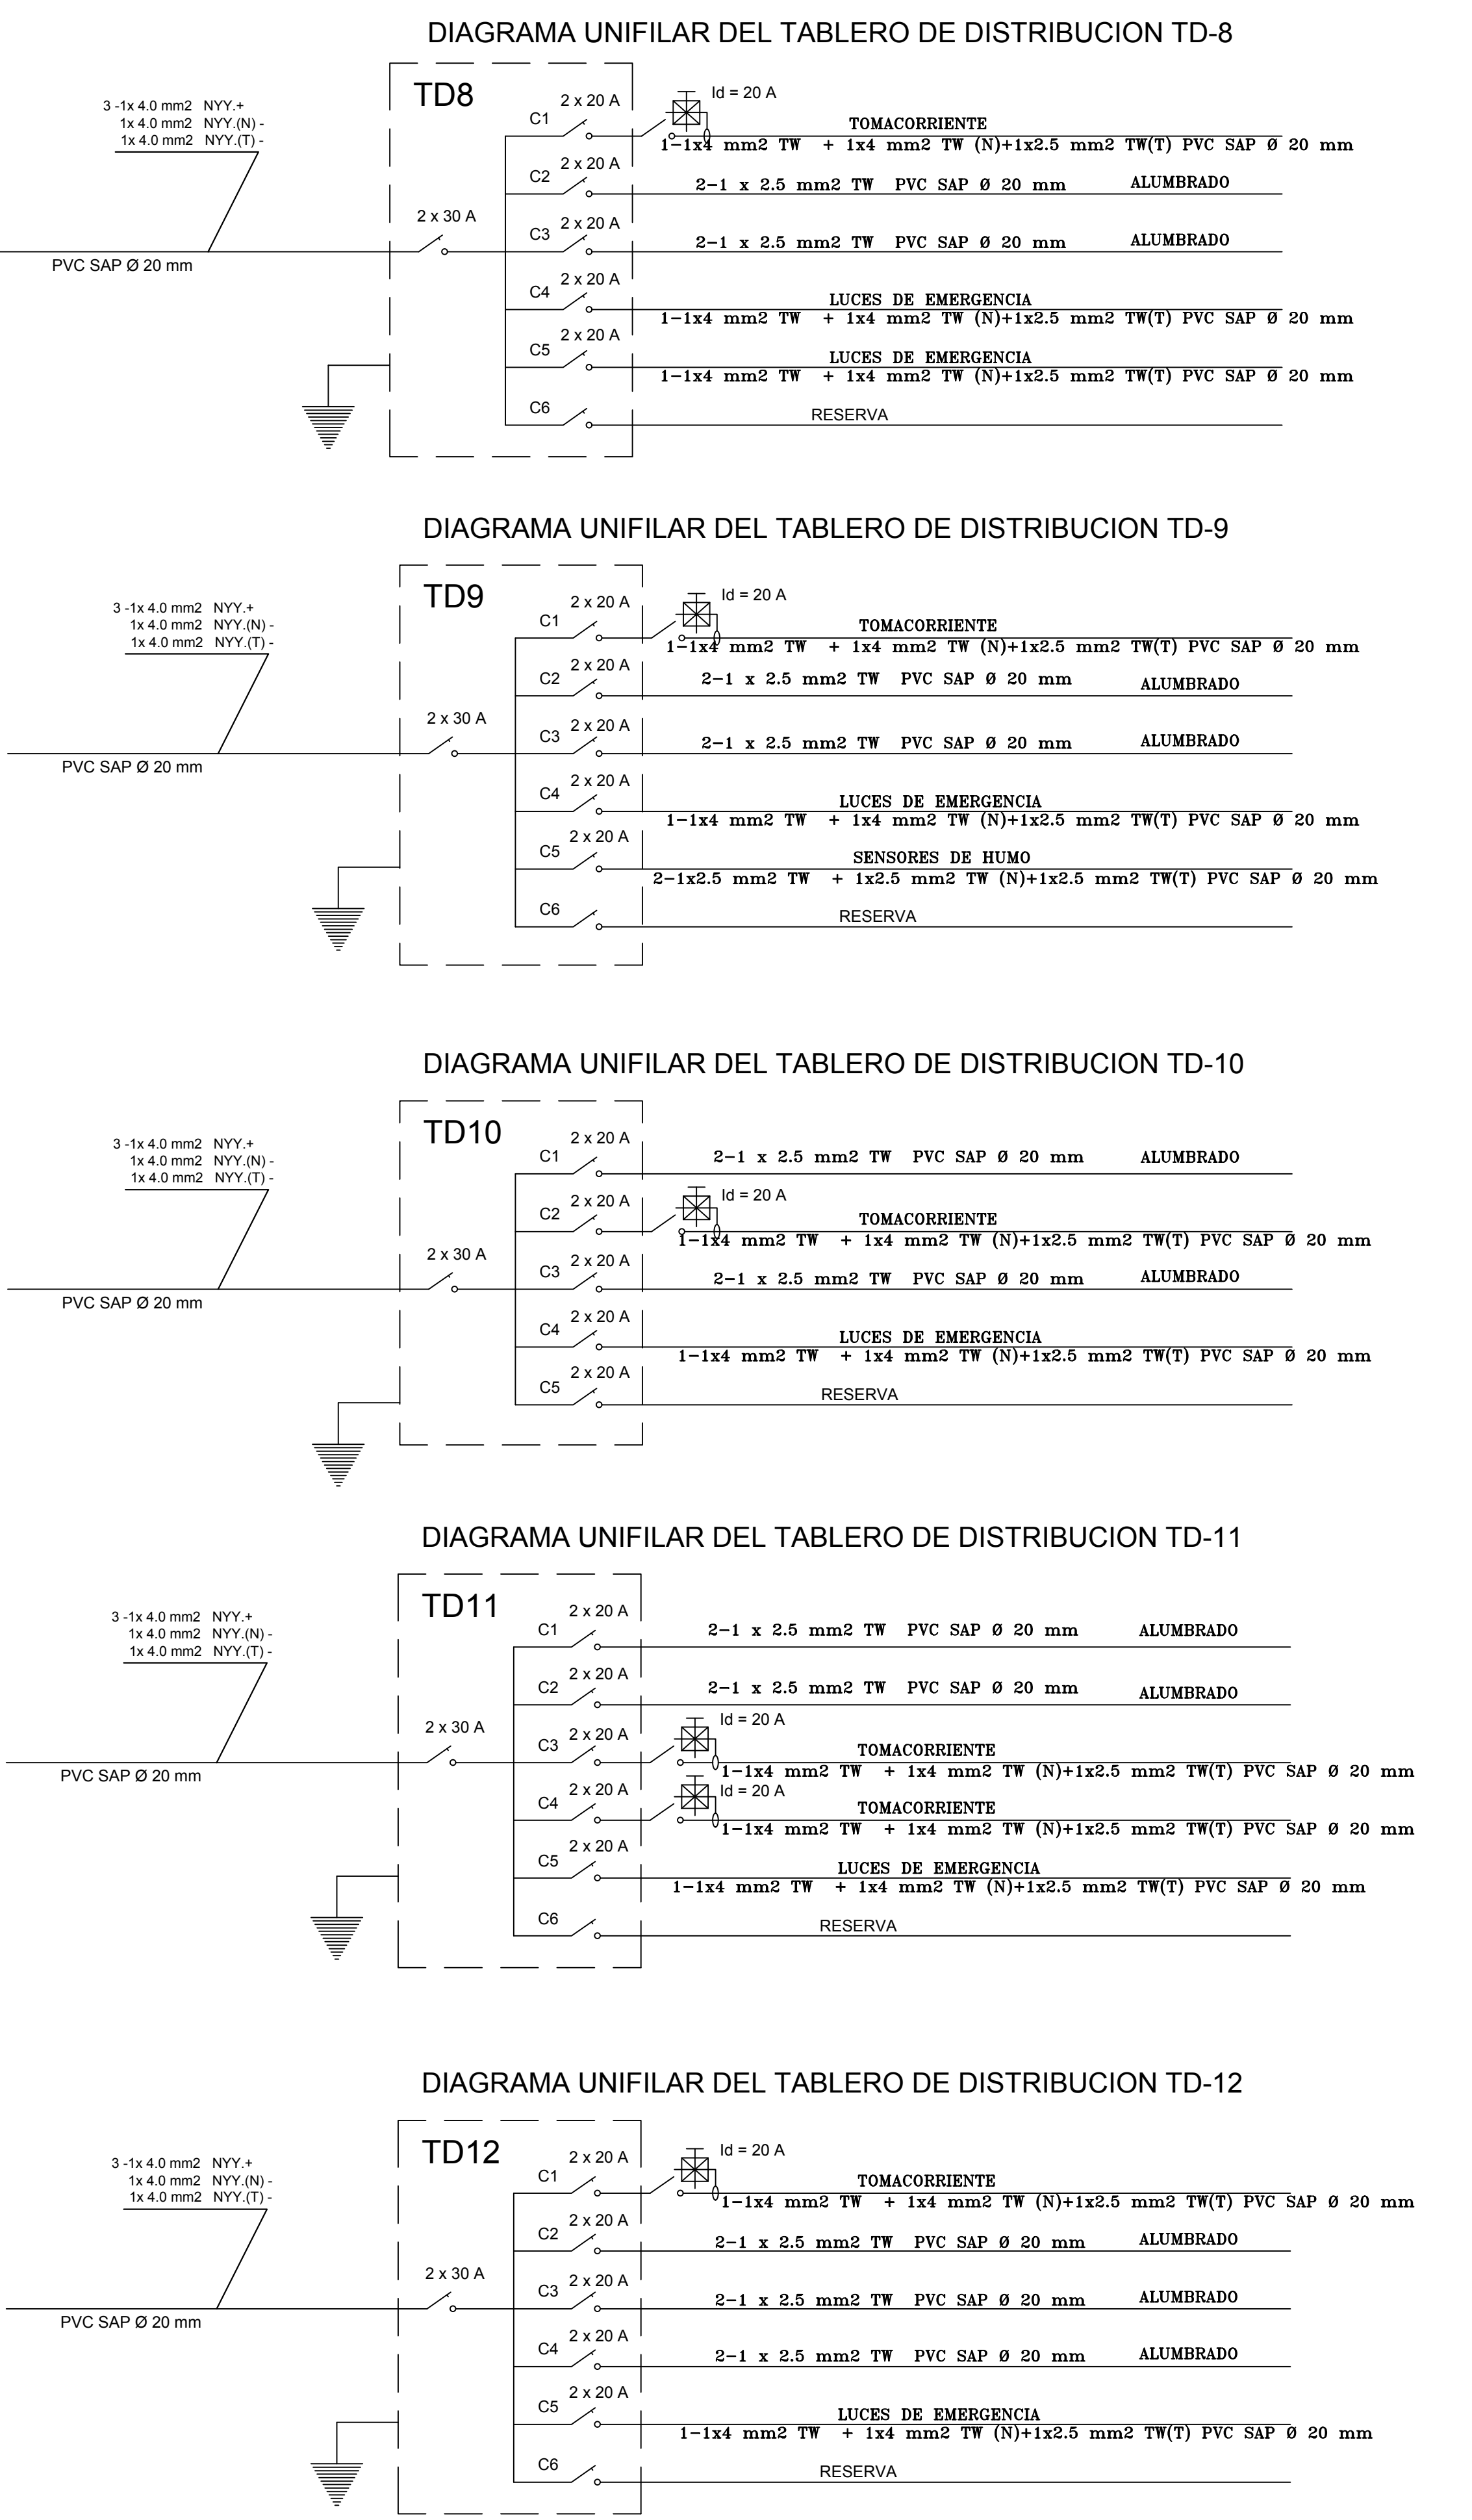 DIAGRAMA UNIFILAR DEL TABLERO DE DISTRIBUCION TD-8
TD8
3 -1x 4.0 mm2 NYY.+
1x 4.0 mm2 NYY.(N) -
1x 4.0 mm2 NYY.(T) -
PVC SAP Ø 20 mm
2 x 30 A
C1
2 x 20 A
Id = 20 A
TOMACORRIENTE
1-1x4 mm2 TW + 1x4 mm2 TW (N)+1x2.5 mm2 TW(T) PVC SAP Ø 20 mm
C2
2 x 20 A
2-1 x 2.5 mm2 TW PVC SAP Ø 20 mm ALUMBRADO
C3
2 x 20 A
2-1 x 2.5 mm2 TW PVC SAP Ø 20 mm ALUMBRADO
C4
2 x 20 A
LUCES DE EMERGENCIA
1-1x4 mm2 TW + 1x4 mm2 TW (N)+1x2.5 mm2 TW(T) PVC SAP Ø 20 mm
C5
2 x 20 A
LUCES DE EMERGENCIA
1-1x4 mm2 TW + 1x4 mm2 TW (N)+1x2.5 mm2 TW(T) PVC SAP Ø 20 mm
C6
RESERVA
DIAGRAMA UNIFILAR DEL TABLERO DE DISTRIBUCION TD-9
TD9
3 -1x 4.0 mm2 NYY.+
1x 4.0 mm2 NYY.(N) -
1x 4.0 mm2 NYY.(T) -
PVC SAP Ø 20 mm
2 x 30 A
C1
2 x 20 A
Id = 20 A
TOMACORRIENTE
1-1x4 mm2 TW + 1x4 mm2 TW (N)+1x2.5 mm2 TW(T) PVC SAP Ø 20 mm
C2
2 x 20 A
2-1 x 2.5 mm2 TW PVC SAP Ø 20 mm ALUMBRADO
C3
2 x 20 A
2-1 x 2.5 mm2 TW PVC SAP Ø 20 mm ALUMBRADO
C4
2 x 20 A
LUCES DE EMERGENCIA
1-1x4 mm2 TW + 1x4 mm2 TW (N)+1x2.5 mm2 TW(T) PVC SAP Ø 20 mm
C5
2 x 20 A
SENSORES DE HUMO
2-1x2.5 mm2 TW + 1x2.5 mm2 TW (N)+1x2.5 mm2 TW(T) PVC SAP Ø 20 mm
C6
RESERVA
DIAGRAMA UNIFILAR DEL TABLERO DE DISTRIBUCION TD-10
TD10
3 -1x 4.0 mm2 NYY.+
1x 4.0 mm2 NYY.(N) -
1x 4.0 mm2 NYY.(T) -
PVC SAP Ø 20 mm
2 x 30 A
C1
2 x 20 A
2-1 x 2.5 mm2 TW PVC SAP Ø 20 mm ALUMBRADO
C2
2 x 20 A
Id = 20 A
TOMACORRIENTE
1-1x4 mm2 TW + 1x4 mm2 TW (N)+1x2.5 mm2 TW(T) PVC SAP Ø 20 mm
C3
2 x 20 A
2-1 x 2.5 mm2 TW PVC SAP Ø 20 mm ALUMBRADO
C4
2 x 20 A
LUCES DE EMERGENCIA
1-1x4 mm2 TW + 1x4 mm2 TW (N)+1x2.5 mm2 TW(T) PVC SAP Ø 20 mm
C5
2 x 20 A
RESERVA
DIAGRAMA UNIFILAR DEL TABLERO DE DISTRIBUCION TD-11
TD11
3 -1x 4.0 mm2 NYY.+
1x 4.0 mm2 NYY.(N) -
1x 4.0 mm2 NYY.(T) -
PVC SAP Ø 20 mm
2 x 30 A
C1
2 x 20 A
2-1 x 2.5 mm2 TW PVC SAP Ø 20 mm ALUMBRADO
C2
2 x 20 A
2-1 x 2.5 mm2 TW PVC SAP Ø 20 mm ALUMBRADO
C3
2 x 20 A
Id = 20 A
TOMACORRIENTE
1-1x4 mm2 TW + 1x4 mm2 TW (N)+1x2.5 mm2 TW(T) PVC SAP Ø 20 mm
C4
2 x 20 A
Id = 20 A
TOMACORRIENTE
1-1x4 mm2 TW + 1x4 mm2 TW (N)+1x2.5 mm2 TW(T) PVC SAP Ø 20 mm
C5
2 x 20 A
LUCES DE EMERGENCIA
1-1x4 mm2 TW + 1x4 mm2 TW (N)+1x2.5 mm2 TW(T) PVC SAP Ø 20 mm
C6
RESERVA
DIAGRAMA UNIFILAR DEL TABLERO DE DISTRIBUCION TD-12
TD12
3 -1x 4.0 mm2 NYY.+
1x 4.0 mm2 NYY.(N) -
1x 4.0 mm2 NYY.(T) -
PVC SAP Ø 20 mm
2 x 30 A
C1
2 x 20 A
Id = 20 A
TOMACORRIENTE
1-1x4 mm2 TW + 1x4 mm2 TW (N)+1x2.5 mm2 TW(T) PVC SAP Ø 20 mm
C2
2 x 20 A
2-1 x 2.5 mm2 TW PVC SAP Ø 20 mm ALUMBRADO
C3
2 x 20 A
2-1 x 2.5 mm2 TW PVC SAP Ø 20 mm ALUMBRADO
C4
2 x 20 A
2-1 x 2.5 mm2 TW PVC SAP Ø 20 mm ALUMBRADO
C5
2 x 20 A
LUCES DE EMERGENCIA
1-1x4 mm2 TW + 1x4 mm2 TW (N)+1x2.5 mm2 TW(T) PVC SAP Ø 20 mm
C6
RESERVA